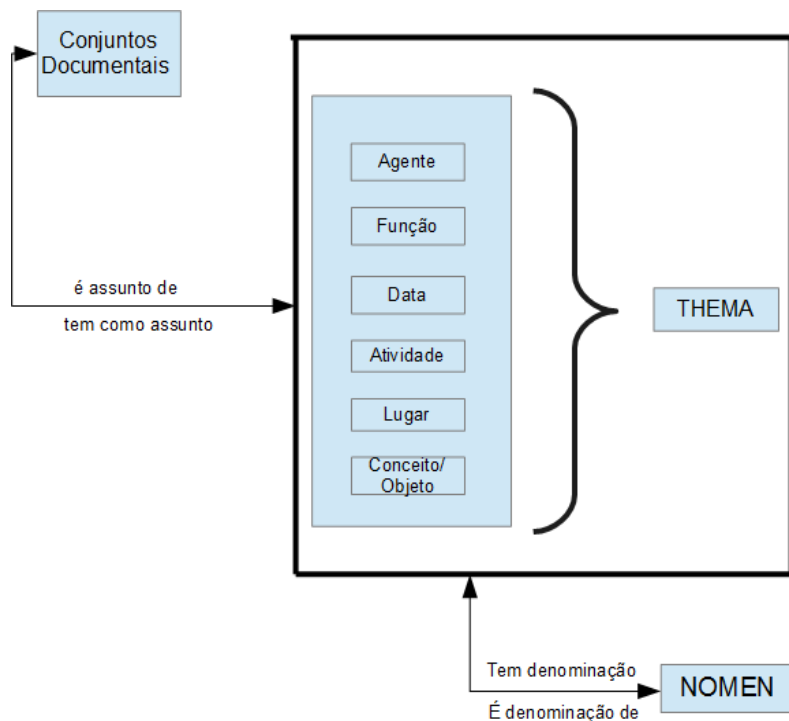 Conjuntos
Documentais
Agente
Função
Data
Atividade
Lugar
Conceito/
Objeto
THEMA
é assunto de
tem como assunto
Tem denominação
É denominação de
NOMEN